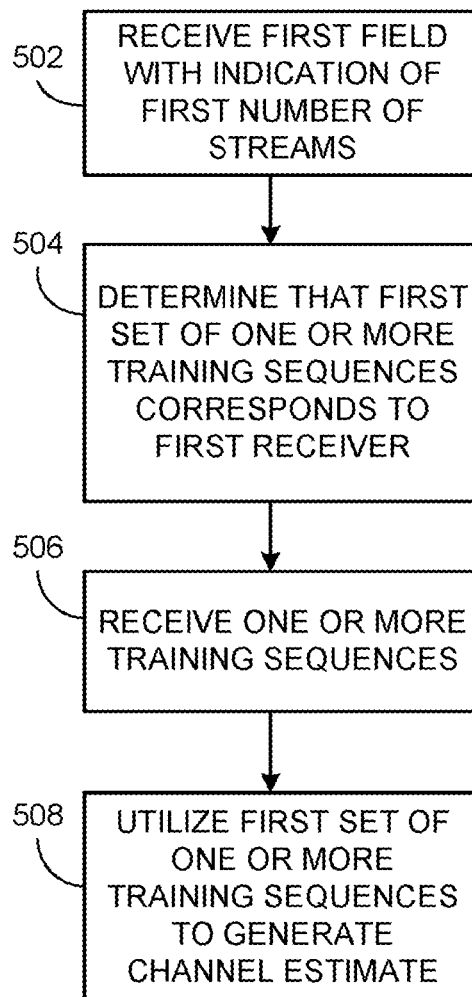 502
RECEIVE FIRST FIELD
WITH INDICATION OF
FIRST NUMBER OF
STREAMS
504
DETERMINE THAT FIRST
SET OF ONE OR MORE
TRAINING SEQUENCES
CORRESPONDS TO
FIRST RECEIVER
506
RECEIVE ONE OR MORE
TRAINING SEQUENCES
508
UTILIZE FIRST SET OF
ONE OR MORE
TRAINING SEQUENCES
TO GENERATE
CHANNEL ESTIMATE